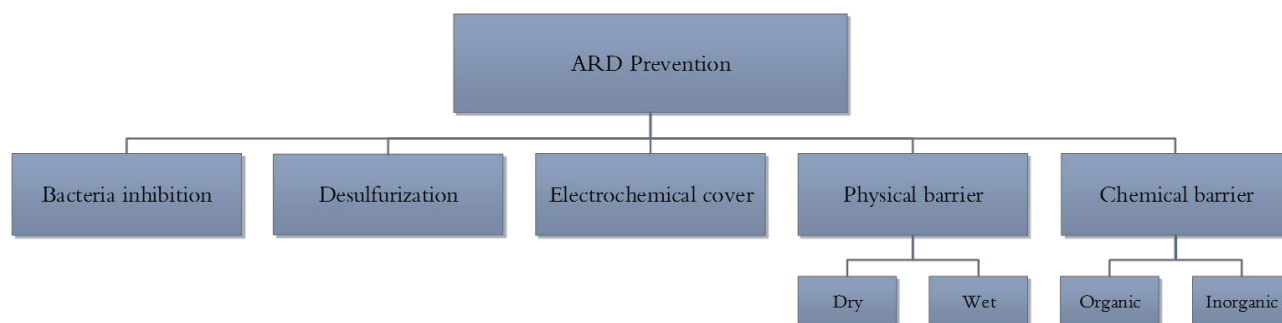 ARD Prevention
Bacteria inhibition
Desulfurization
Electrochemical cover
Physical barrier
Chemical barrier
Dry
Wet
Organic
Inorganic